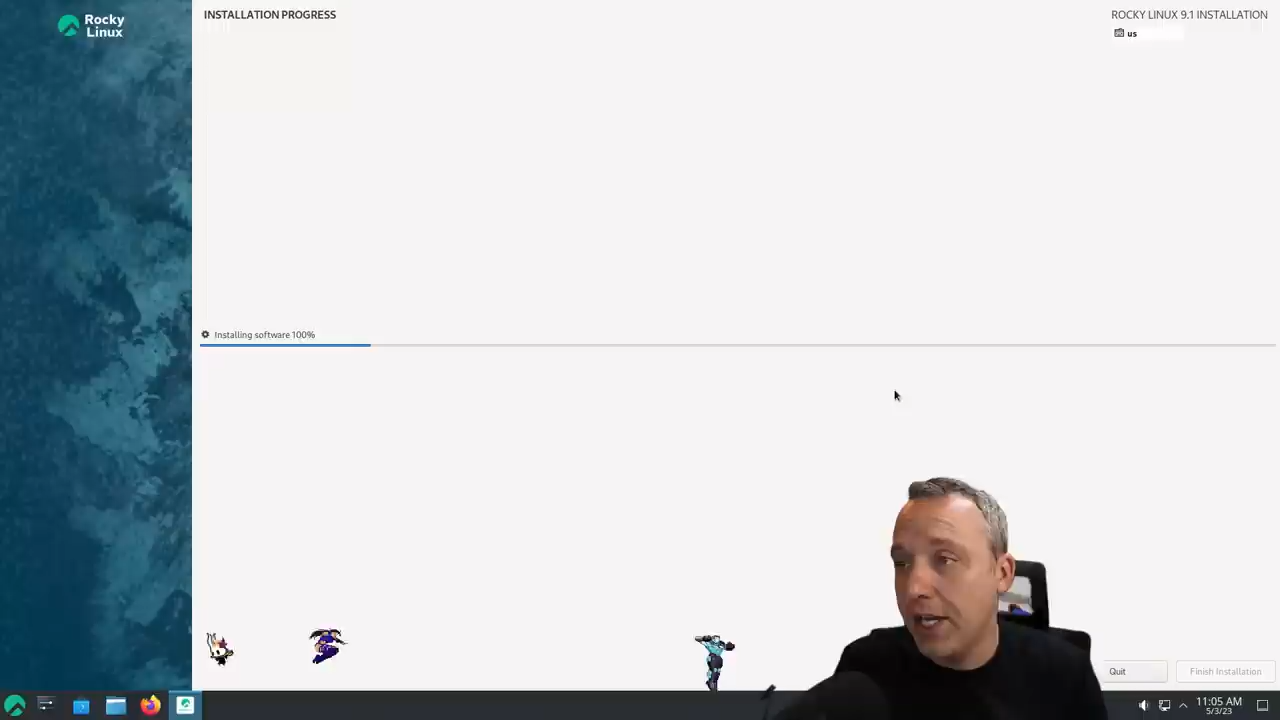 Rocky
Linux
INSTALLATION PROGRESS
ROCKY LINUX 9.1 INSTALLATION
us
Installing software 100%
Quit
Finish Installation
11:05 AM
5/3/23